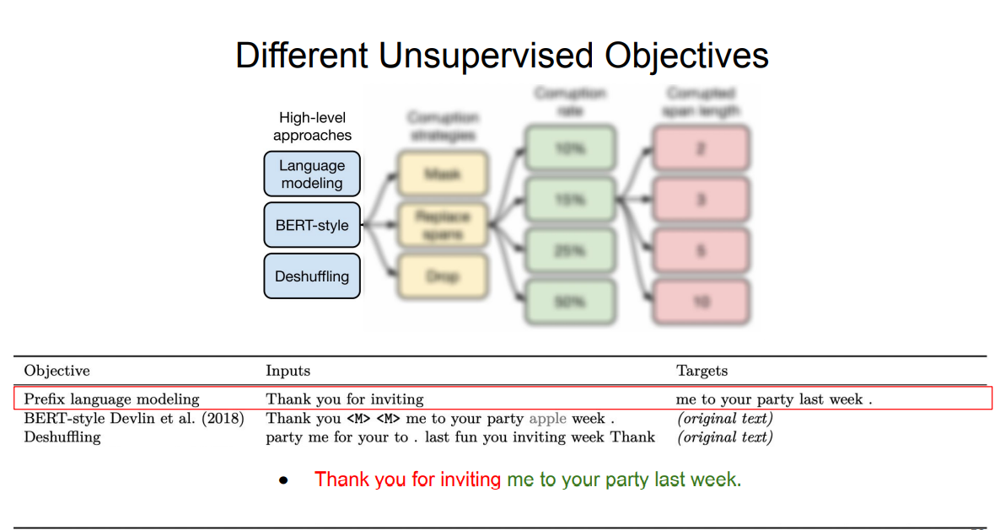 Different Unsupervised Objectives
High-level
approaches
Language
modeling
BERT-style
Deshuffling
Corruption
strategies
Mask
Replace
spans
Drop
Corruption
rate
10%
15%
25%
50%
Corrupted
span length
2
3
5
10
Objective Inputs Targets
Prefix language modeling Thank you for inviting me to your party last week .
BERT-style Devlin et al. (2018) Thank you <M> <M> me to your party apple week . (original text)
Deshuffling party me for your to . last fun you inviting week Thank (original text)
● Thank you for inviting me to your party last week.